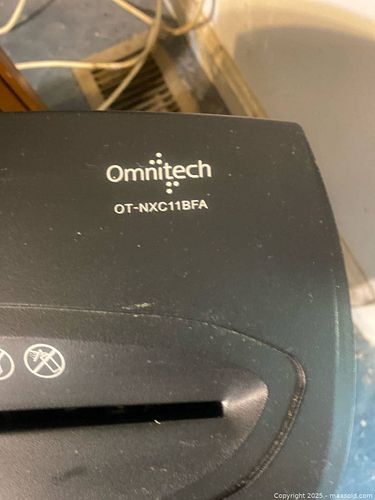 Omnitech
OT-NXC11BFA
© Copyright 2025 - maxsold.com